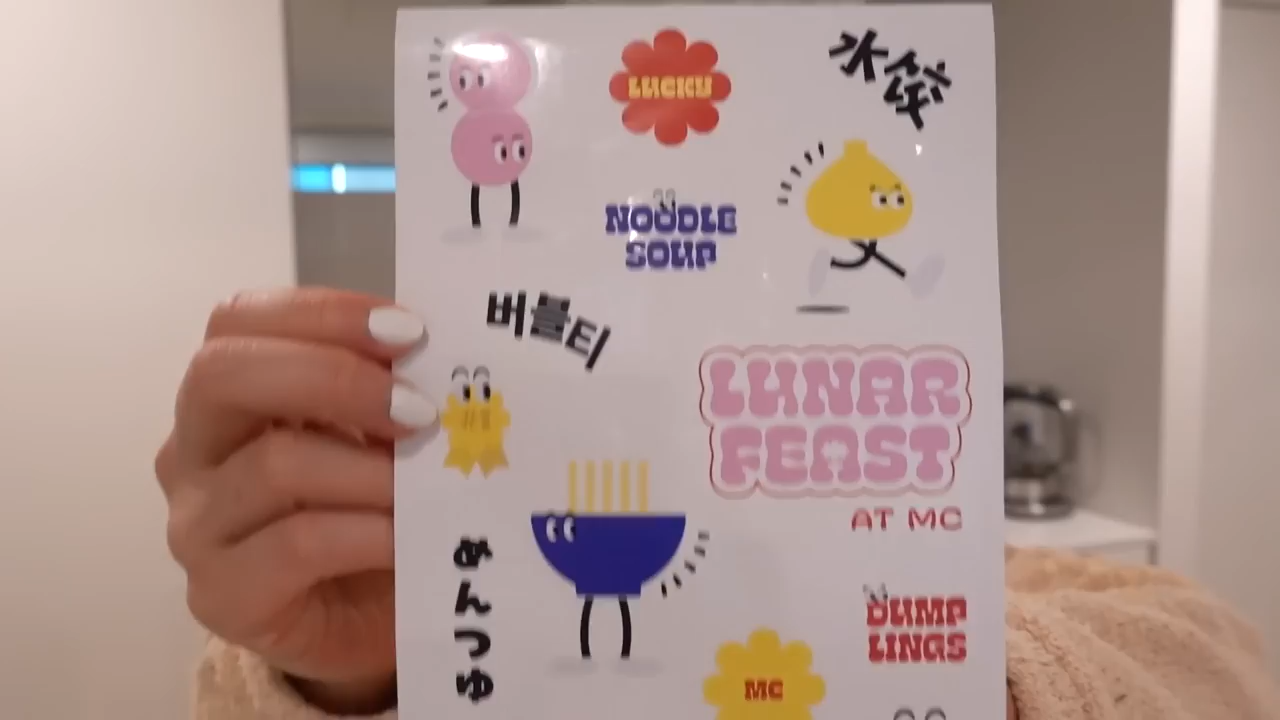 LUCKY
水饺
NOODLE
SOUP
버블티
LUNAR
FEAST
AT MC
#1
めんつゆ
DUMP
LINGS
MC